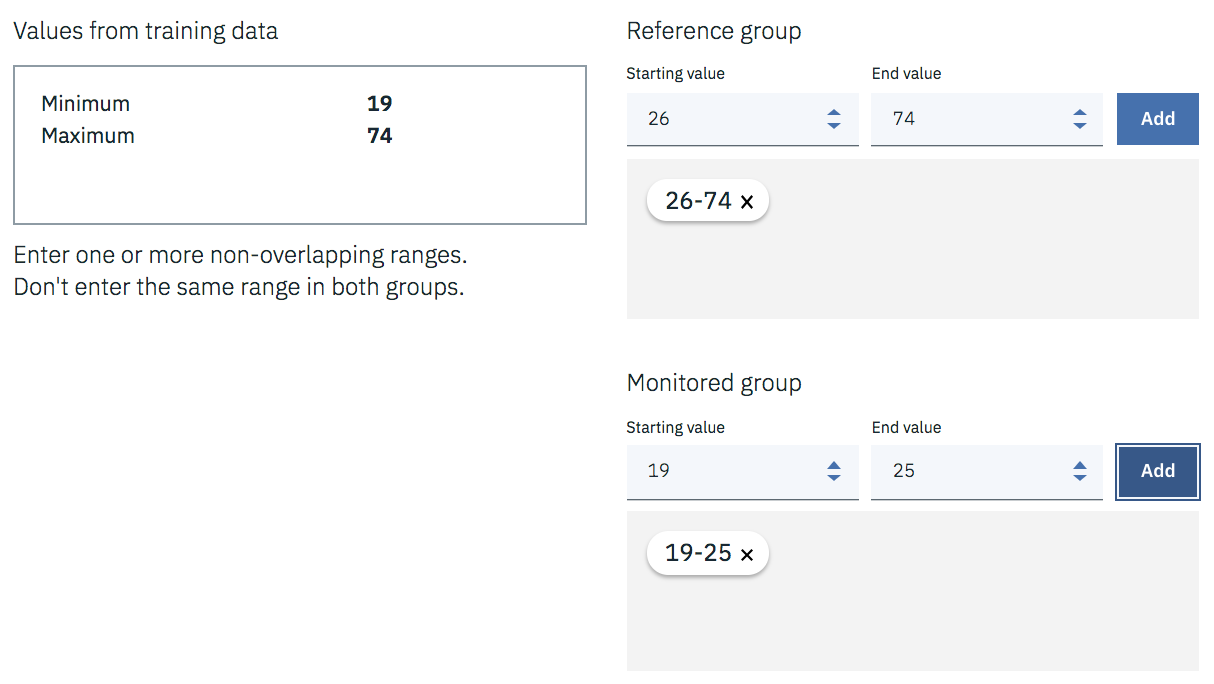 Values from training data
Minimum 19
Maximum 74
Enter one or more non-overlapping ranges.
Don't enter the same range in both groups.
Reference group
Starting value End value
26 74 Add
26-74 ×
Monitored group
Starting value End value
19 25 Add
19-25 ×